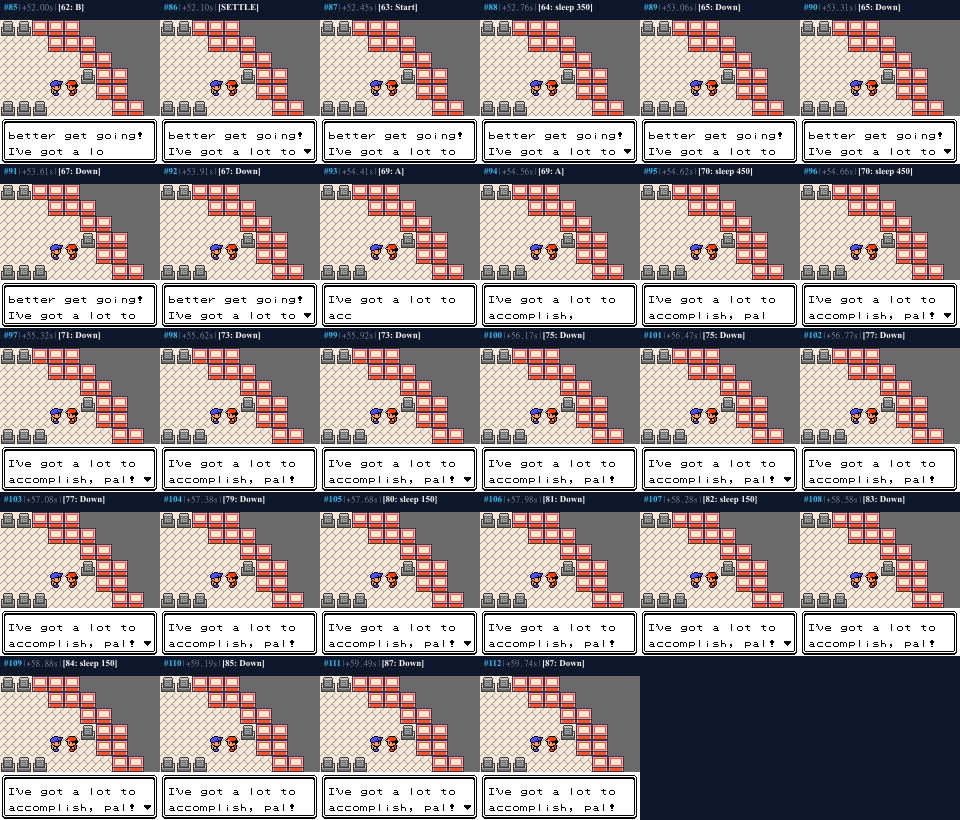 #85|+52.00s|[62: B]
better get going!
I've got a lo
#86|+52.10s|[SETTLE]
better get going!
I've got a lot to
#87|+52.45s|[63: Start]
better get going!
I've got a lot to
#88|+52.76s|[64: sleep 350]
better get going!
I've got a lot to
#89|+53.06s|[65: Down]
better get going!
I've got a lot to
#90|+53.31s|[65: Down]
better get going!
I've got a lot to
#91|+53.61s|[67: Down]
better get going!
I've got a lot to
#92|+53.91s|[67: Down]
better get going!
I've got a lot to
#93|+54.41s|[69: A]
I've got a lot to
acc
#94|+54.56s|[69: A]
I've got a lot to
accomplish,
#95|+54.62s|[70: sleep 450]
I've got a lot to
accomplish, pal
#96|+54.66s|[70: sleep 450]
I've got a lot to
accomplish, pal!
#97|+55.32s|[71: Down]
I've got a lot to
accomplish, pal!
#98|+55.62s|[73: Down]
I've got a lot to
accomplish, pal!
#99|+55.92s|[73: Down]
I've got a lot to
accomplish, pal!
#100|+56.17s|[75: Down]
I've got a lot to
accomplish, pal!
#101|+56.47s|[75: Down]
I've got a lot to
accomplish, pal!
#102|+56.77s|[77: Down]
I've got a lot to
accomplish, pal!
#103|+57.08s|[77: Down]
I've got a lot to
accomplish, pal!
#104|+57.38s|[79: Down]
I've got a lot to
accomplish, pal!
#105|+57.68s|[80: sleep 150]
I've got a lot to
accomplish, pal!
#106|+57.98s|[81: Down]
I've got a lot to
accomplish, pal!
#107|+58.28s|[82: sleep 150]
I've got a lot to
accomplish, pal!
#108|+58.58s|[83: Down]
I've got a lot to
accomplish, pal!
#109|+58.88s|[84: sleep 150]
I've got a lot to
accomplish, pal!
#110|+59.19s|[85: Down]
I've got a lot to
accomplish, pal!
#111|+59.49s|[87: Down]
I've got a lot to
accomplish, pal!
#112|+59.74s|[87: Down]
I've got a lot to
accomplish, pal!